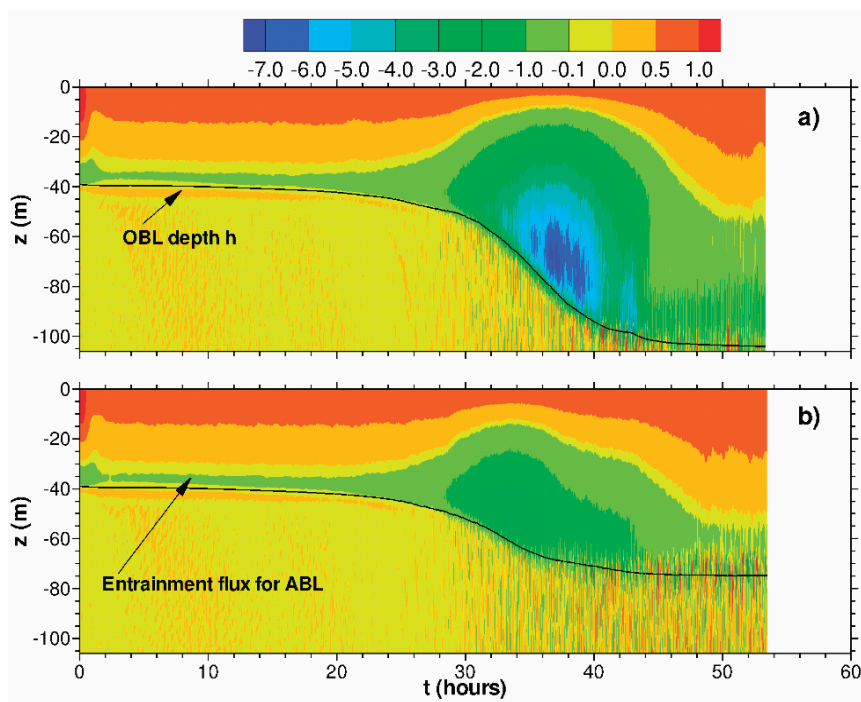 -7.0 -6.0 -5.0 -4.0 -3.0 -2.0 -1.0 -0.1 0.0 0.5 1.0
0
-20
-40
-60
-80
-100
z (m)
a)
OBL depth h
0
-20
-40
-60
-80
-100
z (m)
b)
Entrainment flux for ABL
0 10 20 30 40 50 60
t (hours)